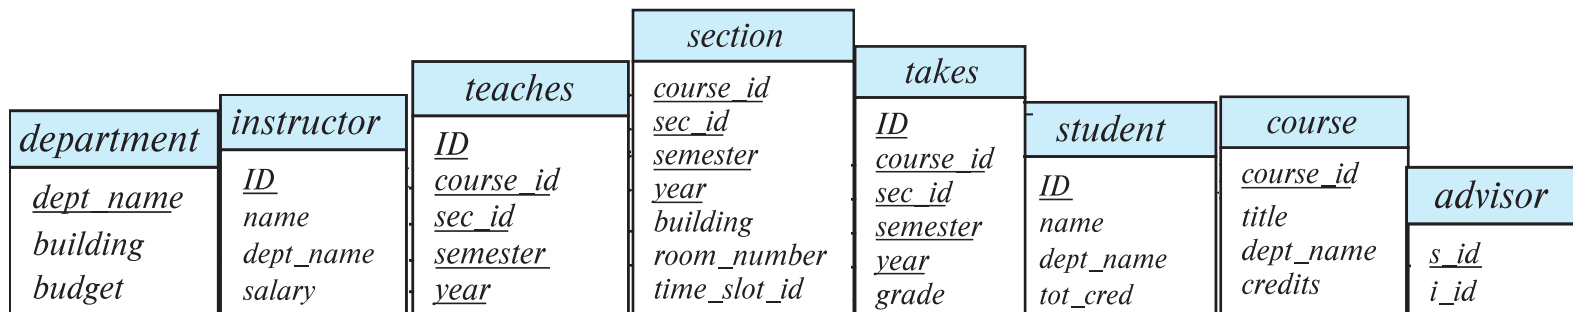 department
dept_name
building
budget
instructor
ID
name
dept_name
salary
teaches
ID
course_id
sec_id
semester
year
section
course_id
sec_id
semester
year
building
room_number
time_slot_id
takes
ID
course_id
sec_id
semester
year
grade
student
ID
name
dept_name
tot_cred
course
course_id
title
dept_name
credits
advisor
s_id
i_id